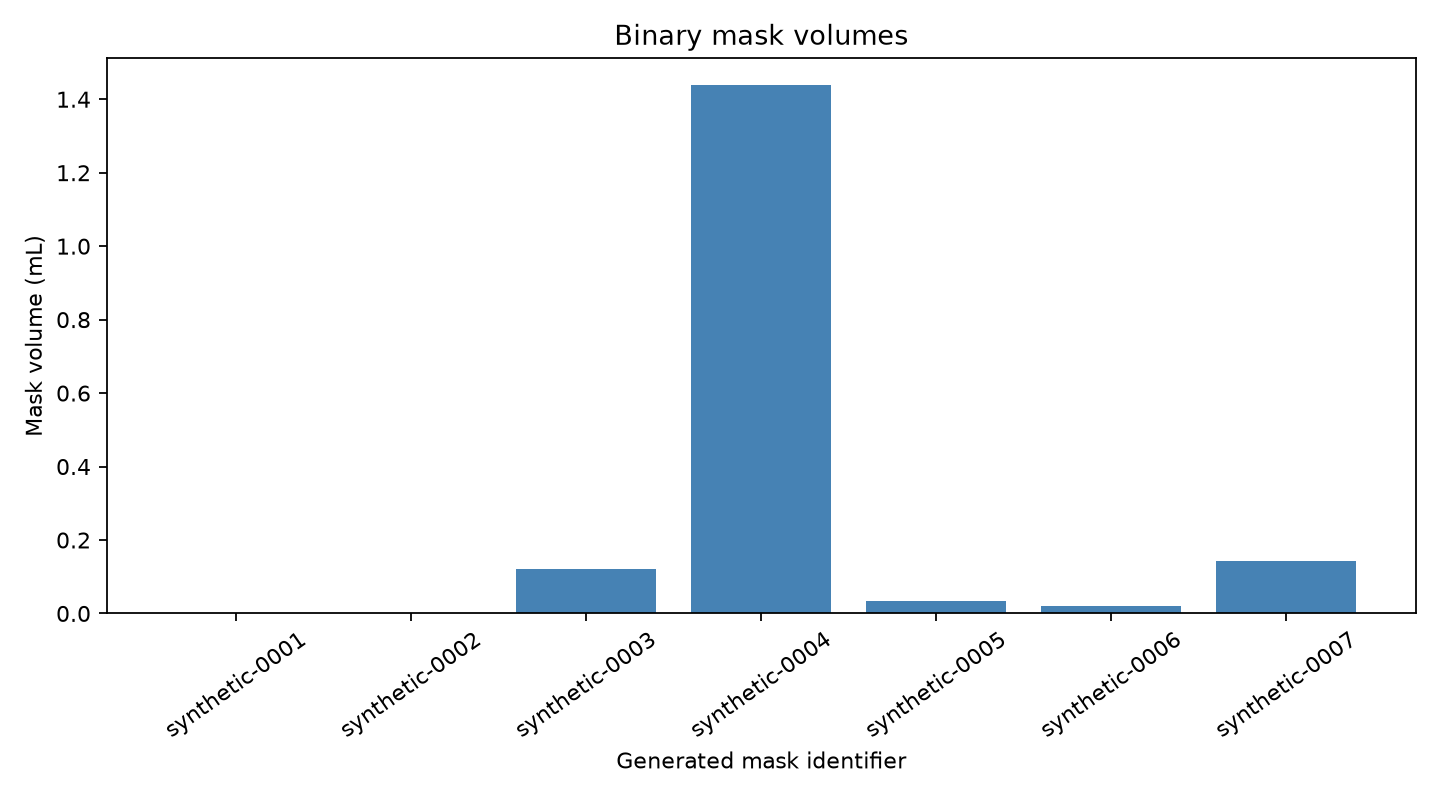 Binary mask volumes
Mask volume (mL)
1.4
1.2
1.0
0.8
0.6
0.4
0.2
0.0
synthetic-0001
synthetic-0002
synthetic-0003
synthetic-0004
synthetic-0005
synthetic-0006
synthetic-0007
Generated mask identifier